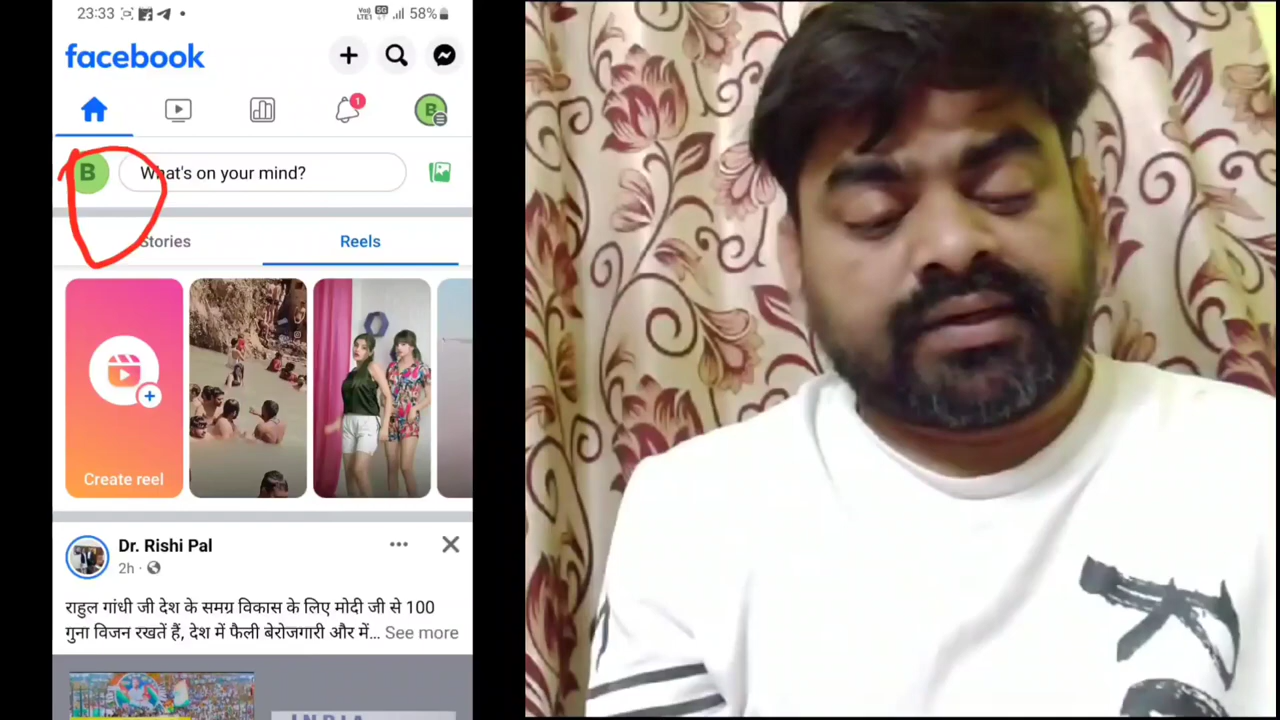 23:33 58%
facebook
1
B
B
What's on your mind?
Stories
Reels
Create reel
Dr. Rishi Pal
2h
राहुल गांधी जी देश के समग्र विकास के लिए मोदी जी से 100
गुना विजन रखतें हैं, देश में फैली बेरोजगारी और में... See more
INDIA